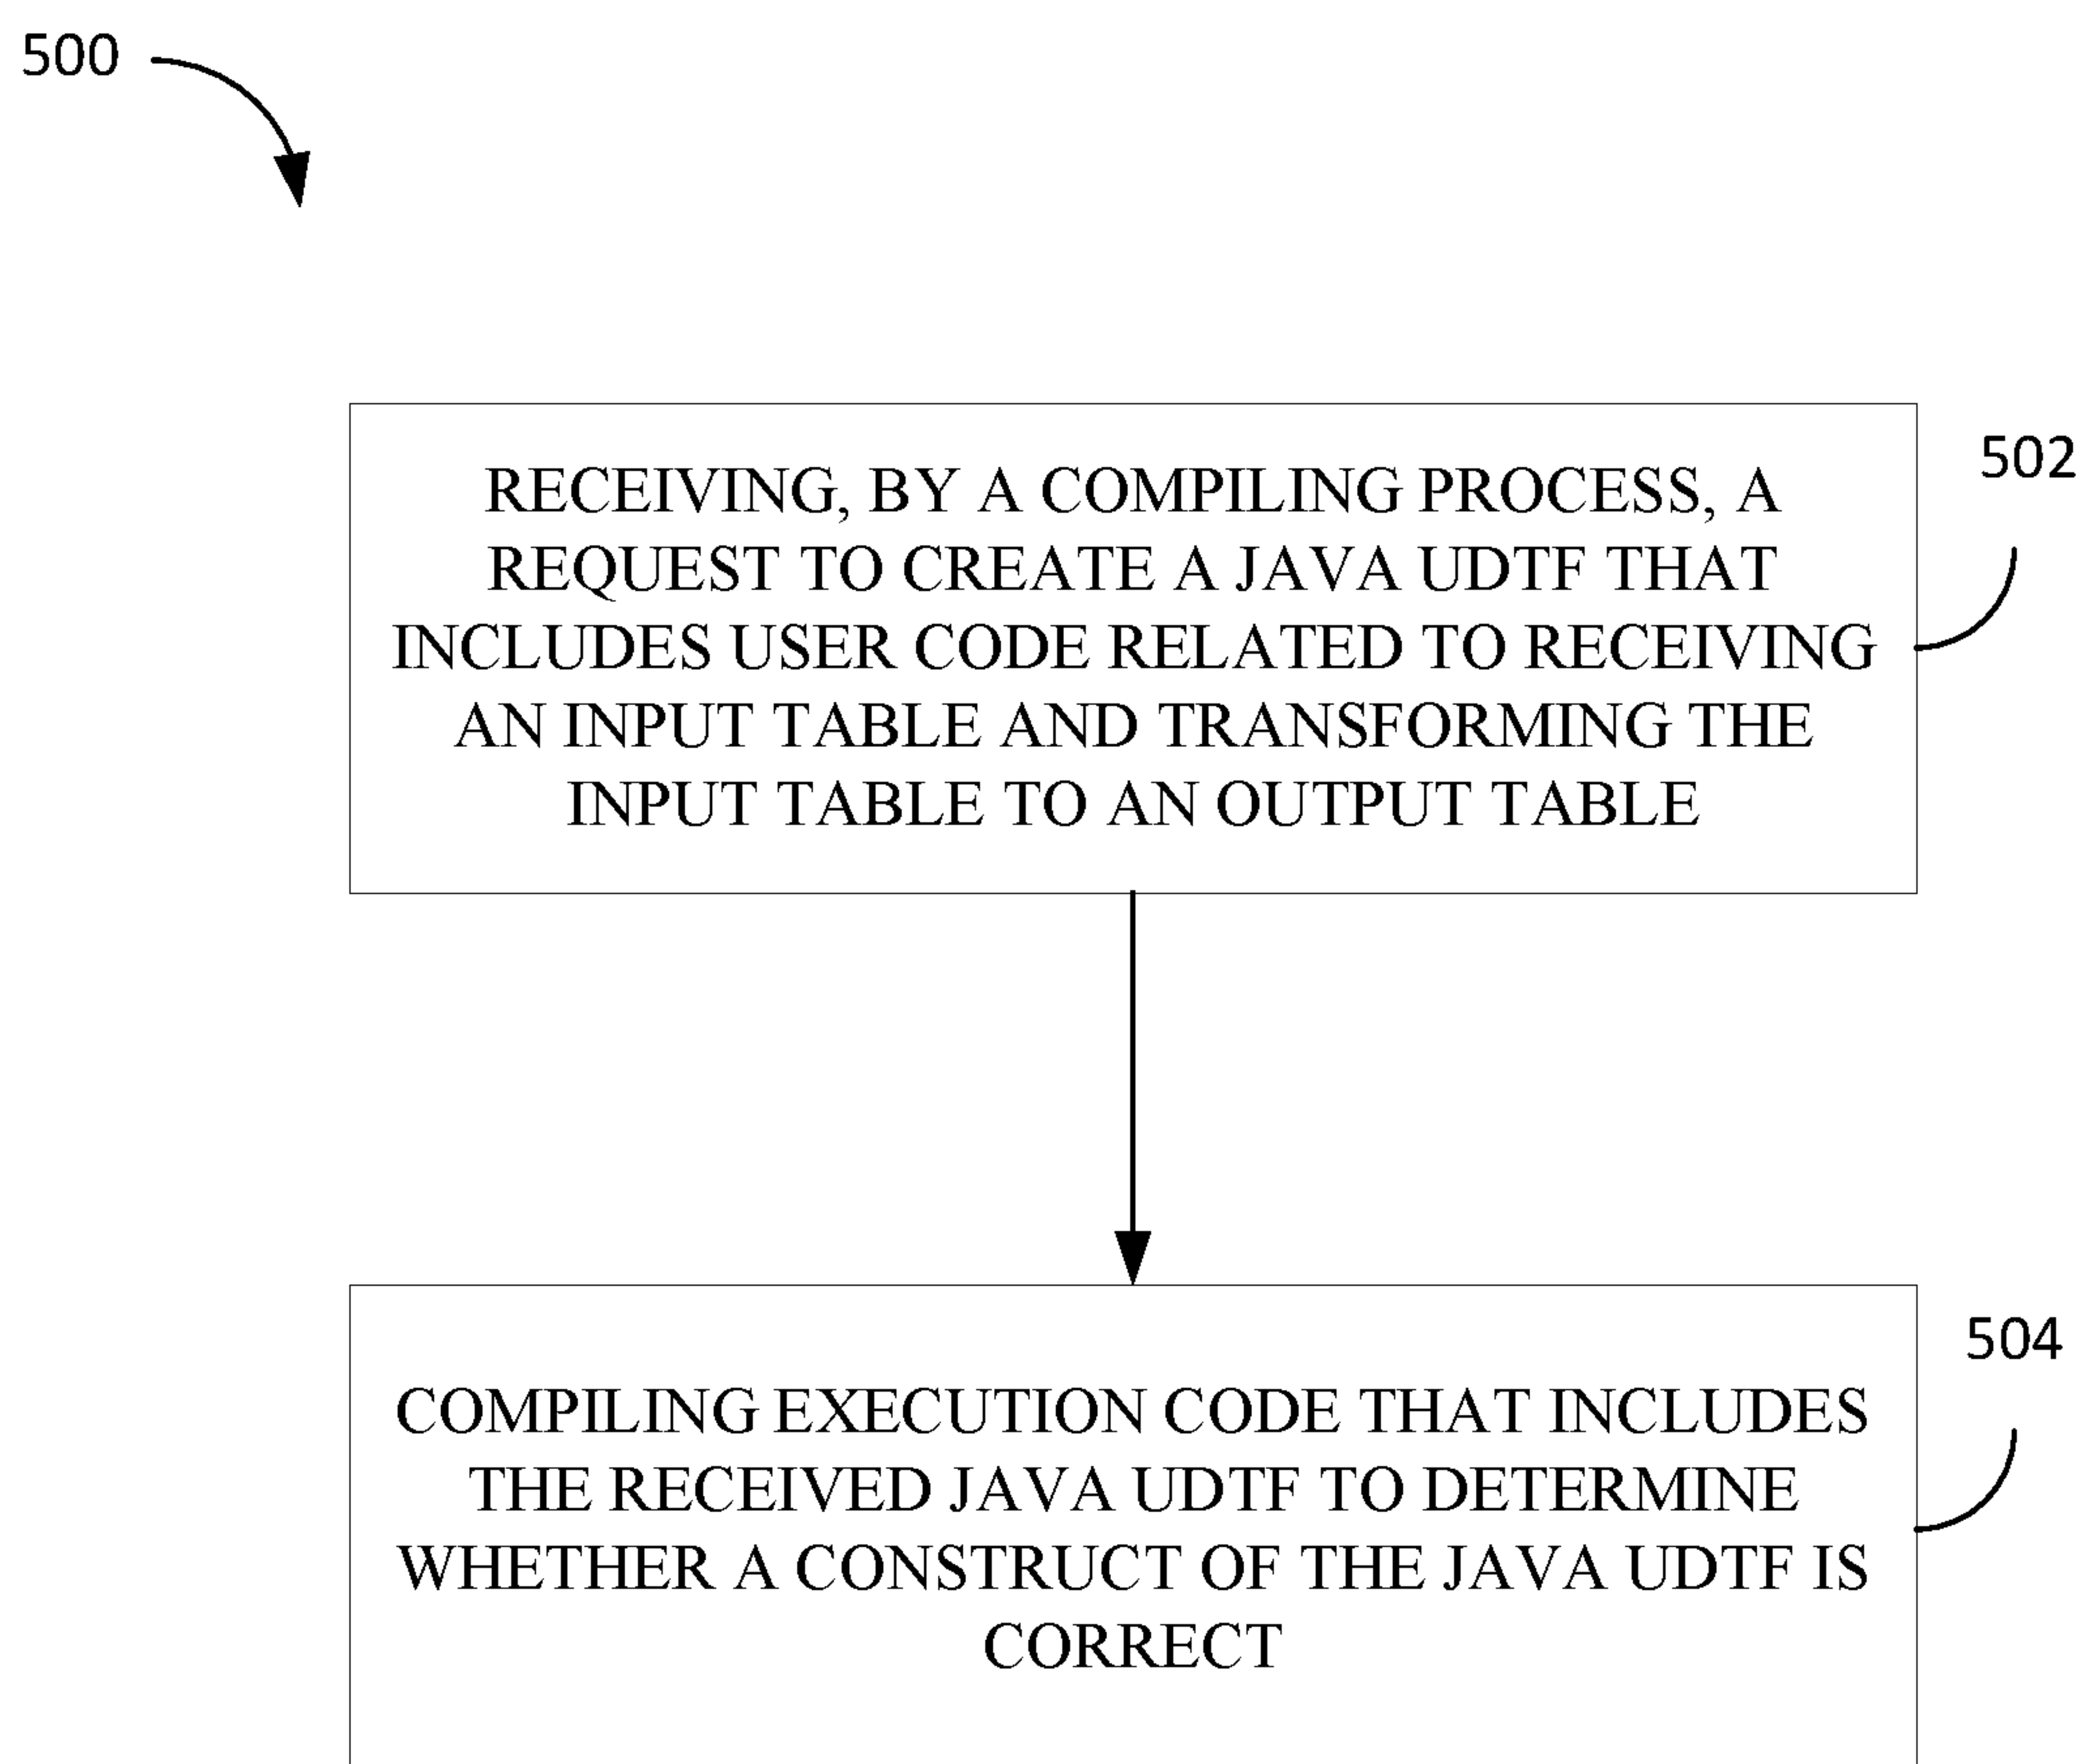 500
RECEIVING, BY A COMPILING PROCESS, A
REQUEST TO CREATE A JAVA UDTF THAT
INCLUDES USER CODE RELATED TO RECEIVING
AN INPUT TABLE AND TRANSFORMING THE
INPUT TABLE TO AN OUTPUT TABLE
502
COMPILING EXECUTION CODE THAT INCLUDES
THE RECEIVED JAVA UDTF TO DETERMINE
WHETHER A CONSTRUCT OF THE JAVA UDTF IS
CORRECT
504